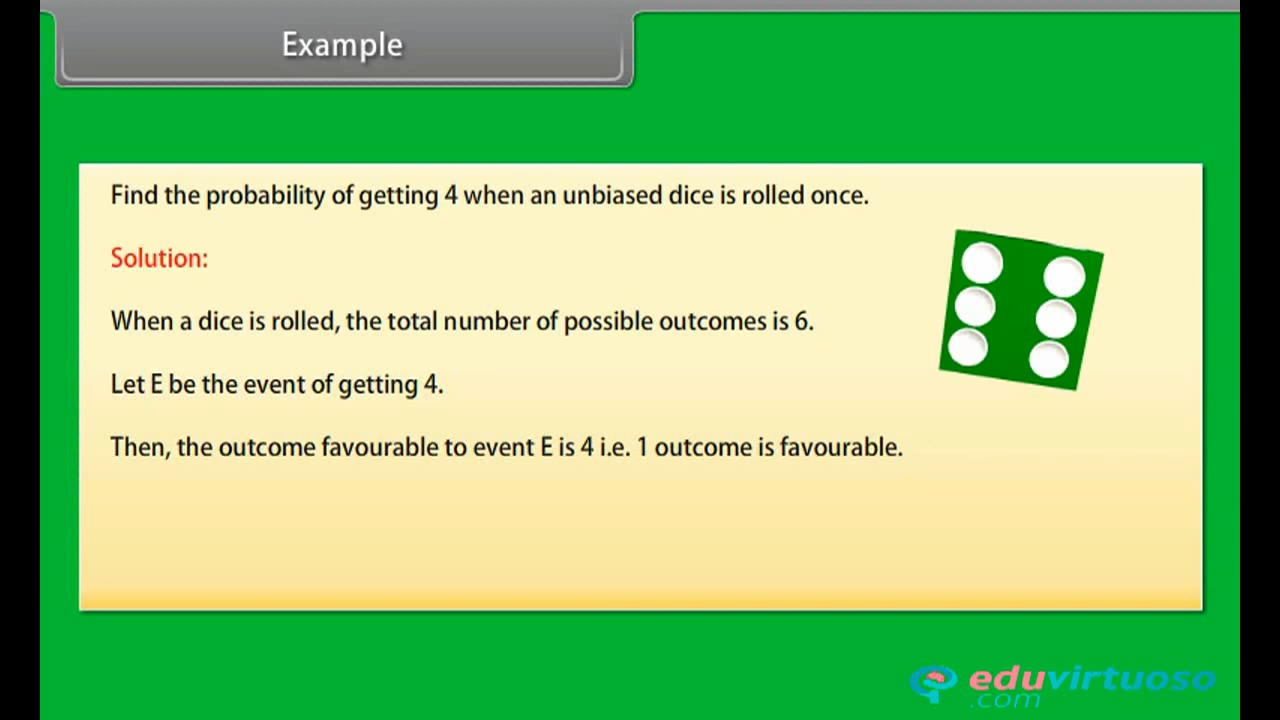 Example
Find the probability of getting 4 when an unbiased dice is rolled once.
Solution:
When a dice is rolled, the total number of possible outcomes is 6.
Let E be the event of getting 4.
Then, the outcome favourable to event E is 4 i.e. 1 outcome is favourable.
eduvirtuoso
.com